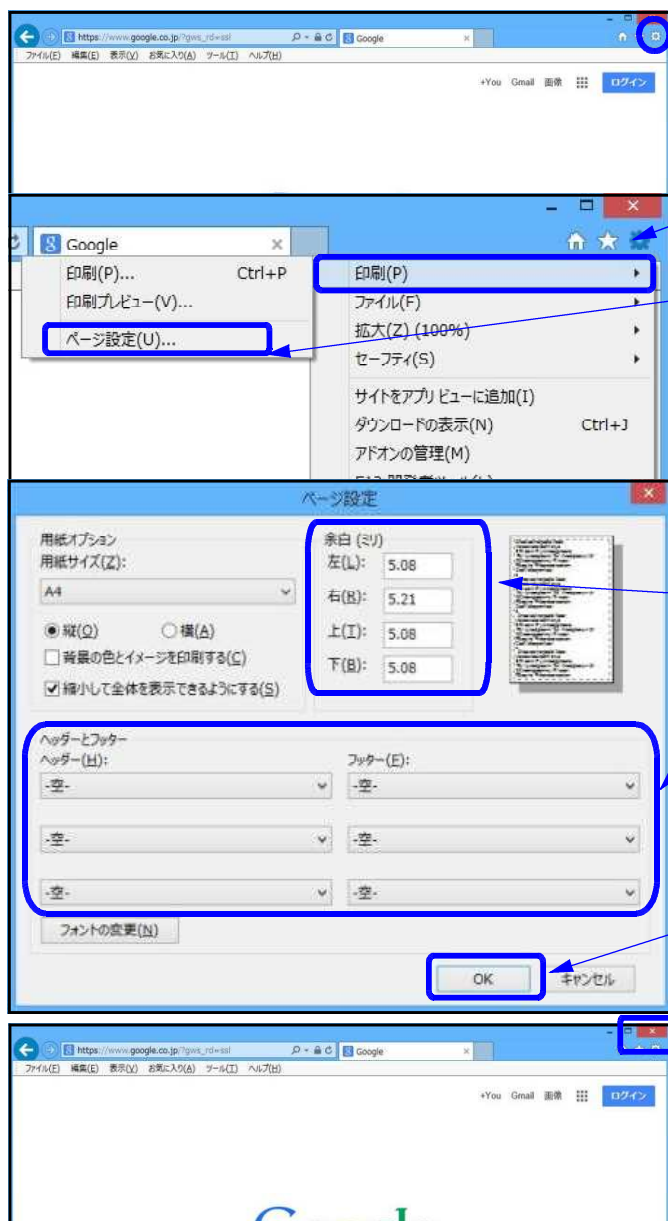 https://www.google.co.jp/?gws_rd=ssl
Google
ファイル(F) 編集(E) 表示(V) お気に入り(A) ツール(T) ヘルプ(H)
+You Gmail 画像 ログイン
Google
印刷(P)... Ctrl+P
印刷プレビュー(V)...
ページ設定(U)...
印刷(P)
ファイル(F)
拡大(Z) (100%)
セーフティ(S)
サイトをアプリ ビューに追加(I)
ダウンロードの表示(N) Ctrl+J
アドオンの管理(M)
ページ設定
用紙オプション
用紙サイズ(Z):
A4
縦(O) 横(A)
背景の色とイメージを印刷する(C)
縮小して全体を表示できるようにする(S)
余白 (ミリ)
左(L): 5.08
右(R): 5.21
上(T): 5.08
下(B): 5.08
ヘッダーとフッター
ヘッダー(H): フッター(F):
-空- -空-
-空- -空-
-空- -空-
フォントの変更(N)
OK キャンセル
https://www.google.co.jp/?gws_rd=ssl
Google
ファイル(F) 編集(E) 表示(V) お気に入り(A) ツール(T) ヘルプ(H)
+You Gmail 画像 ログイン